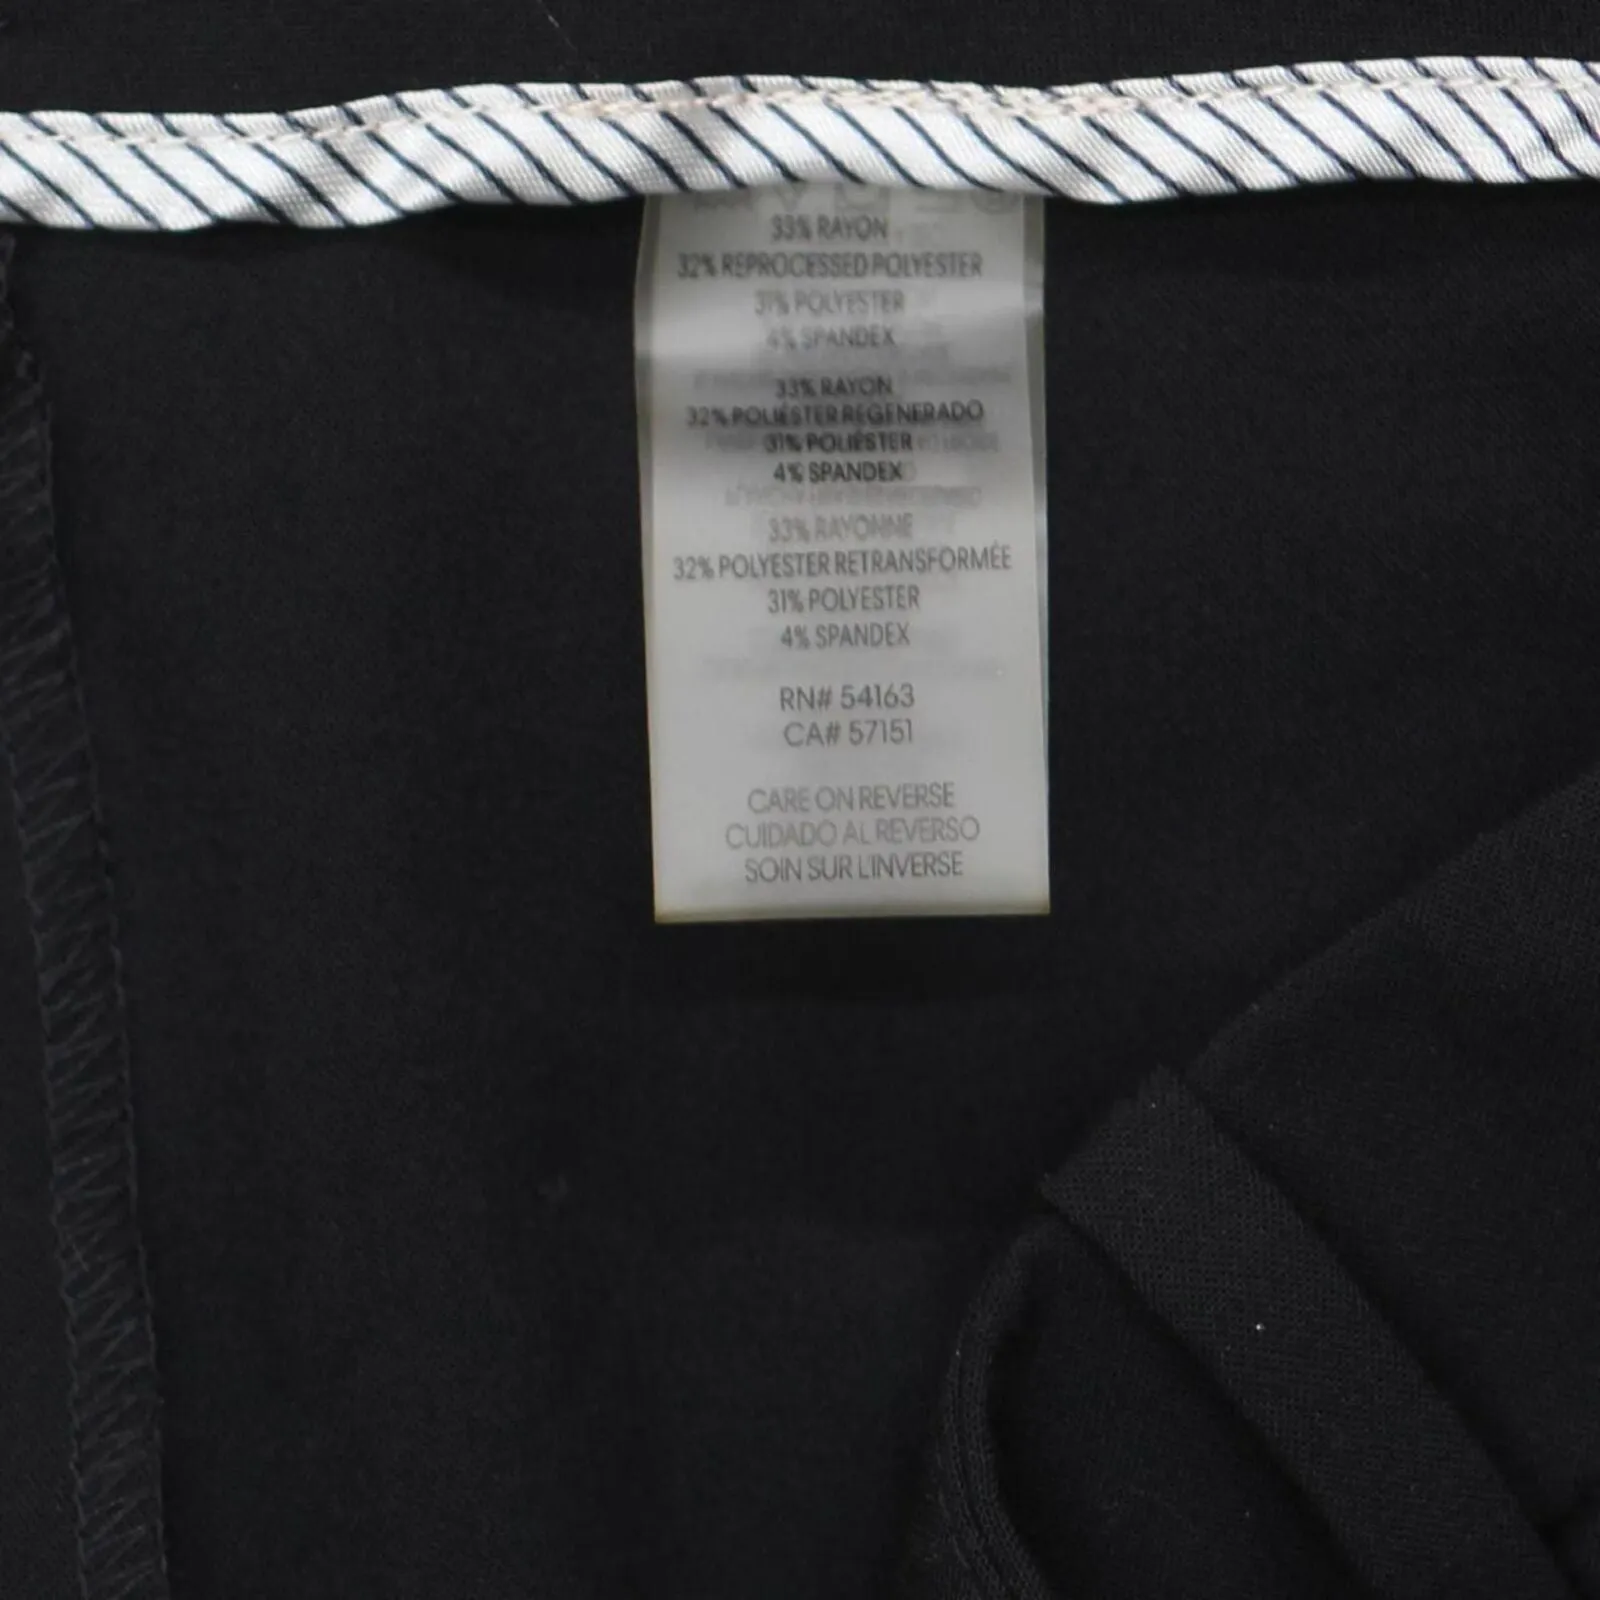 33% RAYON
32% REPROCESSED POLYESTER
31% POLYESTER
4% SPANDEX
33% RAYON
32% POLIÉSTER REGENERADO
31% POLIÉSTER
4% SPANDEX
33% RAYONNE
32% POLYESTER RETRANSFORMÉE
31% POLYESTER
4% SPANDEX
RN# 54163
CA# 57151
CARE ON REVERSE
CUIDADO AL REVERSO
SOIN SUR L'INVERSE